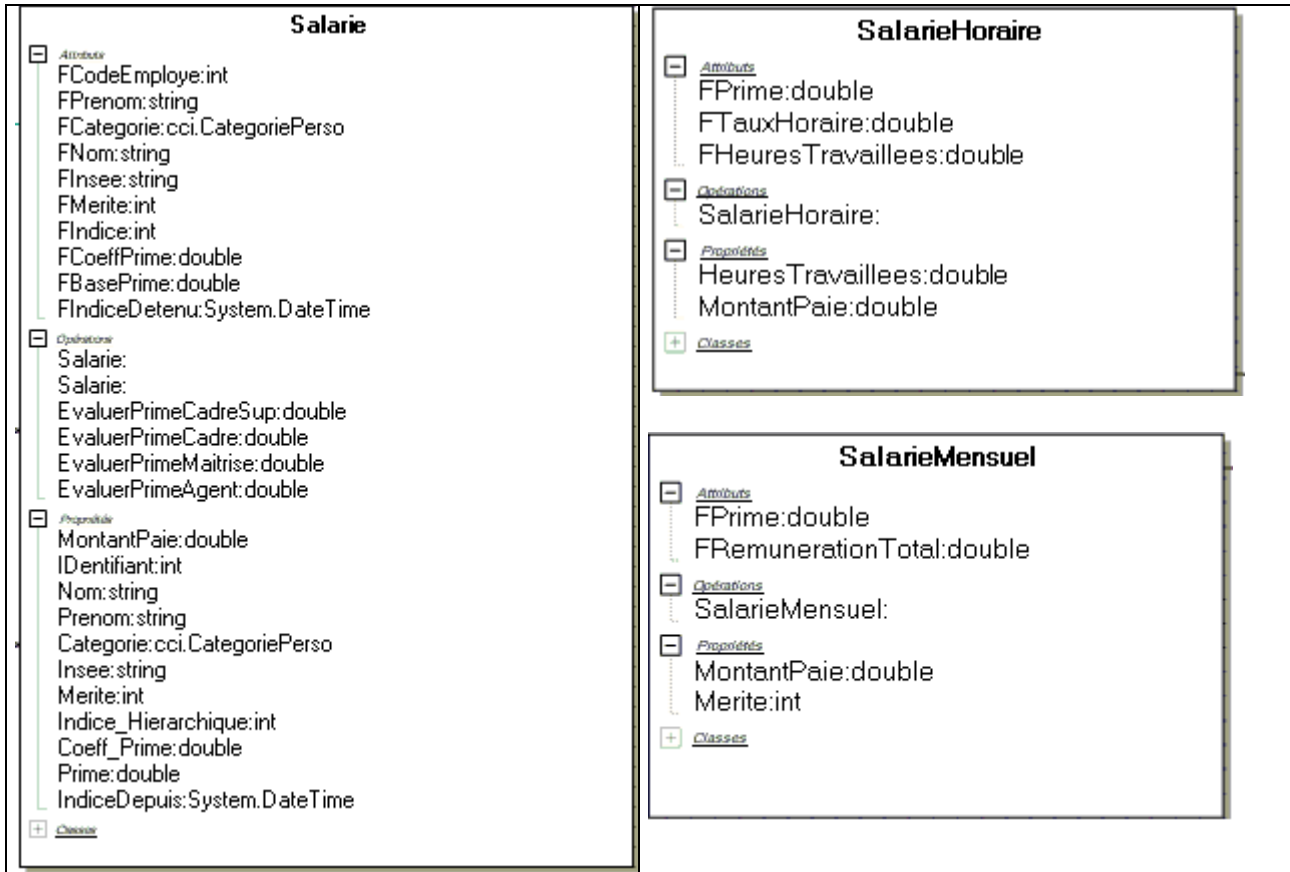 Salarie
Attributs
FCodeEmploye:int
FPrenom:string
FCategorie:cci.CategoriePerso
FNom:string
FInsee:string
FMerite:int
FIndice:int
FCoeffPrime:double
FBasePrime:double
FIndiceDetenu:System.DateTime
Opérations
Salarie:
Salarie:
EvaluerPrimeCadreSup:double
EvaluerPrimeCadre:double
EvaluerPrimeMaitrise:double
EvaluerPrimeAgent:double
Propriétés
MontantPaie:double
IDentifiant:int
Nom:string
Prenom:string
Categorie:cci.CategoriePerso
Insee:string
Merite:int
Indice_Hierarchique:int
Coeff_Prime:double
Prime:double
IndiceDepuis:System.DateTime
Classes
SalarieHoraire
Attributs
FPrime:double
FTauxHoraire:double
FHeuresTravaillees:double
Opérations
SalarieHoraire:
Propriétés
HeuresTravaillees:double
MontantPaie:double
Classes
SalarieMensuel
Attributs
FPrime:double
FRemunerationTotal:double
Opérations
SalarieMensuel:
Propriétés
MontantPaie:double
Merite:int
Classes